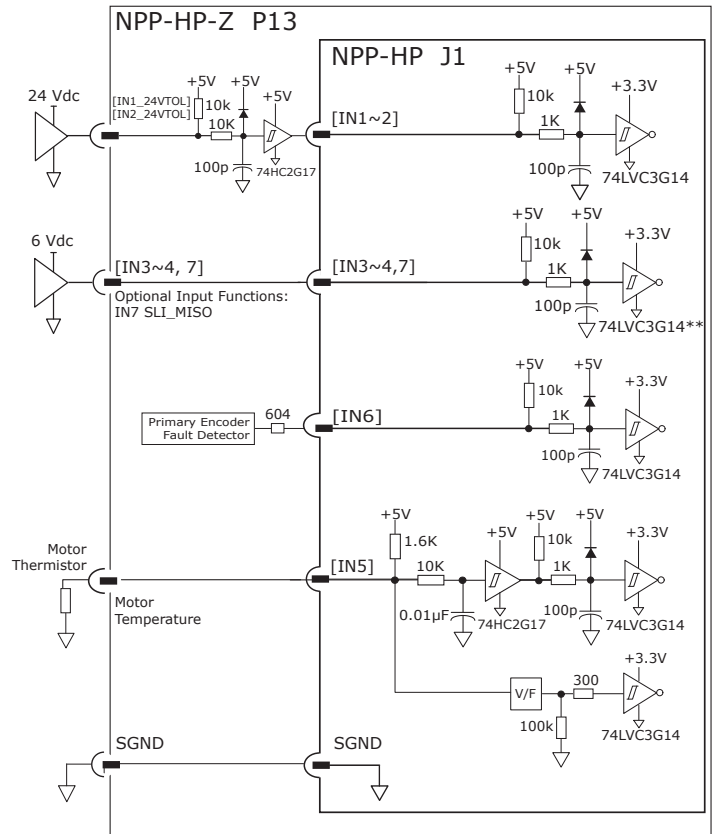 NPP-HP-Z P13
NPP-HP J1
24 Vdc
[IN1_24VTOL]
[IN2_24VTOL]
+5V
10k
10K
+5V
+5V
100p
74HC2G17
[IN1~2]
+5V
10k
1K
+5V
100p
+3.3V
74LVC3G14
6 Vdc
[IN3~4, 7]
Optional Input Functions:
IN7 SLI_MISO
[IN3~4,7]
+5V
10k
1K
+5V
100p
+3.3V
74LVC3G14**
Primary Encoder
Fault Detector
604
[IN6]
+5V
10k
1K
+5V
100p
+3.3V
74LVC3G14
Motor
Thermistor
Motor
Temperature
[IN5]
+5V
1.6K
10K
0.01µF
+5V
74HC2G17
+5V
10k
1K
+5V
100p
+3.3V
74LVC3G14
V/F
300
100k
+3.3V
74LVC3G14
SGND
SGND